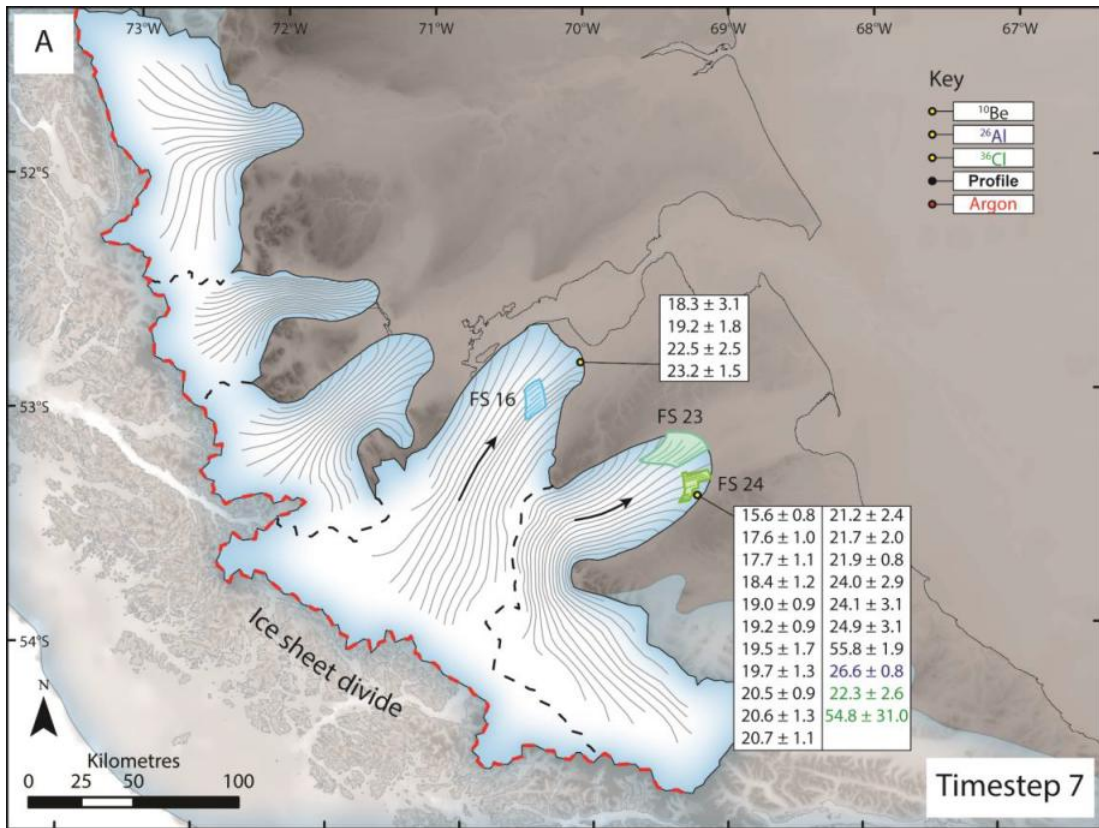 A
73°W 72°W 71°W 70°W 69°W 68°W 67°W
Key
¹⁰Be
²⁶Al
³⁶Cl
Profile
Argon
52°S
53°S
54°S
18.3 ± 3.1
19.2 ± 1.8
22.5 ± 2.5
23.2 ± 1.5
FS 16
FS 23
FS 24
15.6 ± 0.8 21.2 ± 2.4
17.6 ± 1.0 21.7 ± 2.0
17.7 ± 1.1 21.9 ± 0.8
18.4 ± 1.2 24.0 ± 2.9
19.0 ± 0.9 24.1 ± 3.1
19.2 ± 0.9 24.9 ± 3.1
19.5 ± 1.7 55.8 ± 1.9
19.7 ± 1.3 26.6 ± 0.8
20.5 ± 0.9 22.3 ± 2.6
20.6 ± 1.3 54.8 ± 31.0
20.7 ± 1.1
Ice sheet divide
N
Kilometres
0 25 50 100
Timestep 7